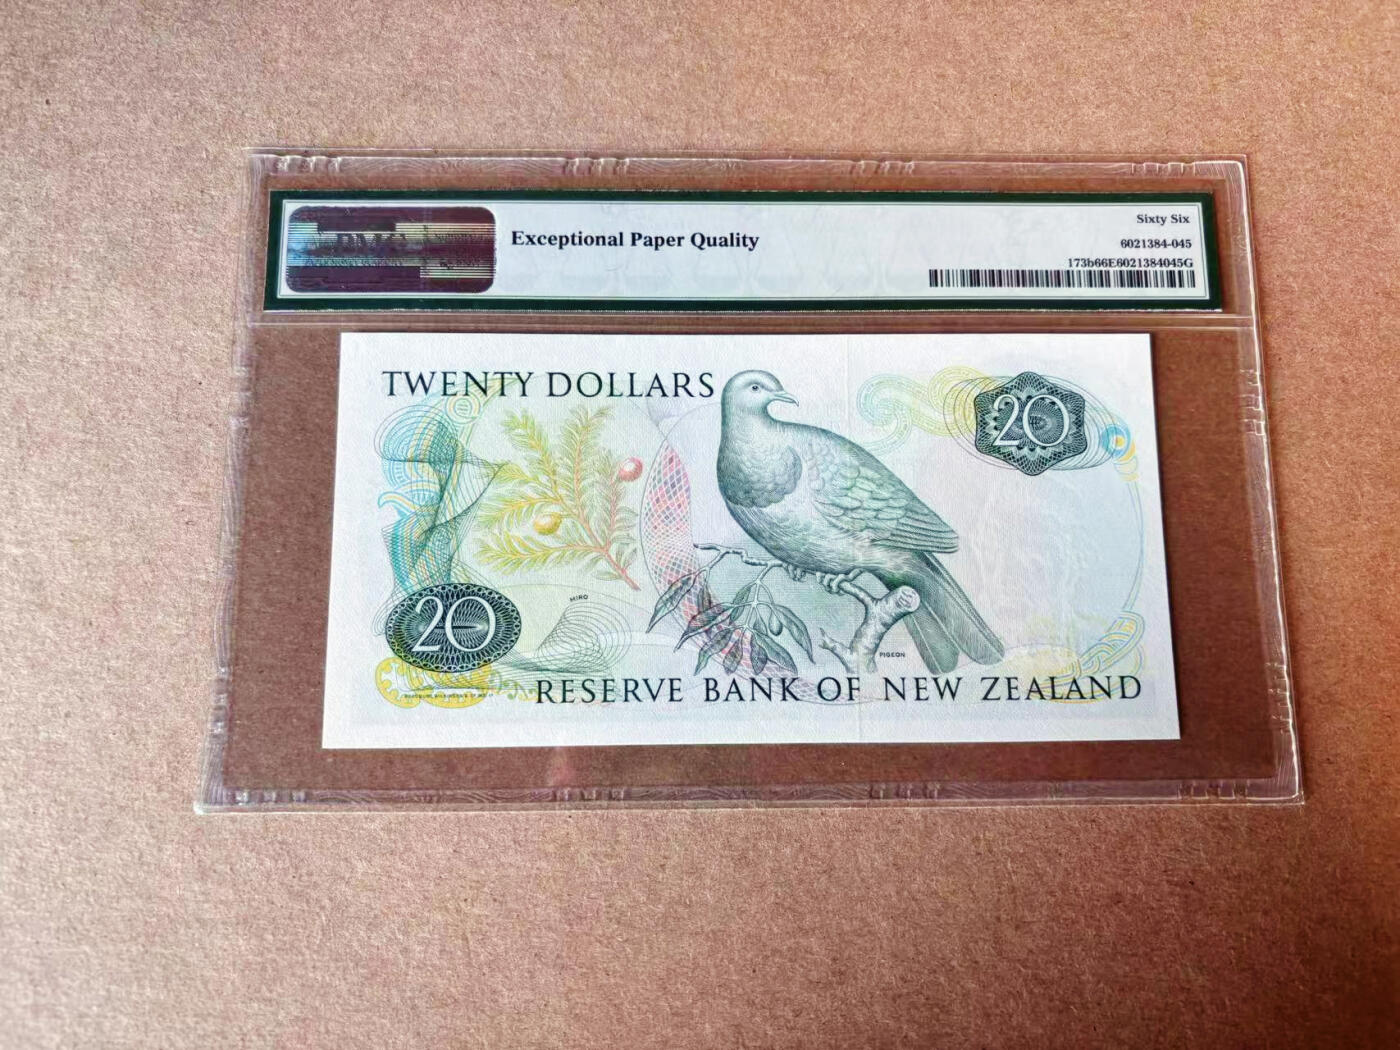 PMG
Exceptional Paper Quality
Sixty Six
6021384-045
173b66E6021384045G
TWENTY DOLLARS
20
MIRO
20
PIGEON
RESERVE BANK OF NEW ZEALAND